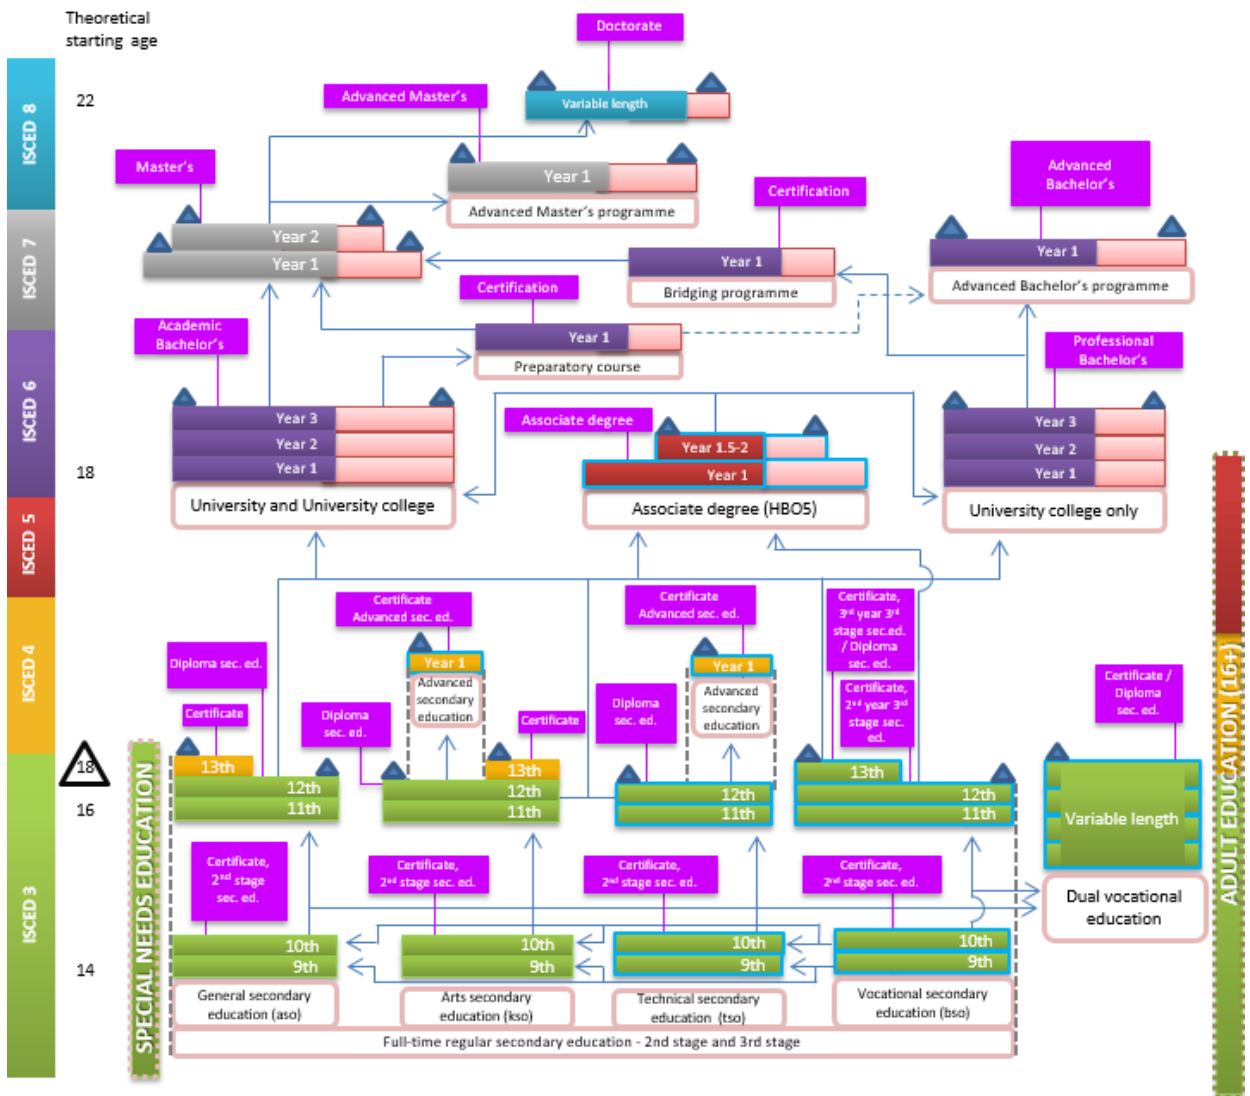 Theoretical
starting age
Doctorate
ISCED 8
22
Advanced Master's
Variable length
Master's
Year 1
Advanced Master's programme
Advanced
Bachelor's
Certification
ISCED 7
Year 2
Year 1
Year 1
Bridging programme
Year 1
Advanced Bachelor's programme
Certification
Academic
Bachelor's
Year 1
Preparatory course
Professional
Bachelor's
ISCED 6
Associate degree
Year 3
Year 2
Year 1
University and University college
Year 1.5-2
Year 1
Associate degree (HBO5)
Year 3
Year 2
Year 1
University college only
18
ISCED 5
ISCED 4
Certificate
Advanced sec. ed.
Certificate
Advanced sec. ed.
Certificate,
3rd year 3rd
stage sec.ed.
/ Diploma
sec. ed.
Diploma sec. ed.
Year 1
Advanced
secondary
education
Year 1
Advanced
secondary
education
Certificate,
2nd year 3rd
stage sec.
ed.
Certificate /
Diploma
sec. ed.
Certificate
Diploma
sec. ed.
Certificate
Diploma
sec. ed.
ADULT EDUCATION (16+)
18
16
13th
12th
11th
13th
12th
11th
12th
11th
13th
12th
11th
Variable length
Dual vocational
education
ISCED 3
SPECIAL NEEDS EDUCATION
Certificate,
2nd stage
sec. ed.
Certificate,
2nd stage sec. ed.
Certificate,
2nd stage sec. ed.
Certificate,
2nd stage sec. ed.
14
10th
9th
10th
9th
10th
9th
10th
9th
General secondary
education (aso)
Arts secondary
education (kso)
Technical secondary
education (tso)
Vocational secondary
education (bso)
Full-time regular secondary education - 2nd stage and 3rd stage